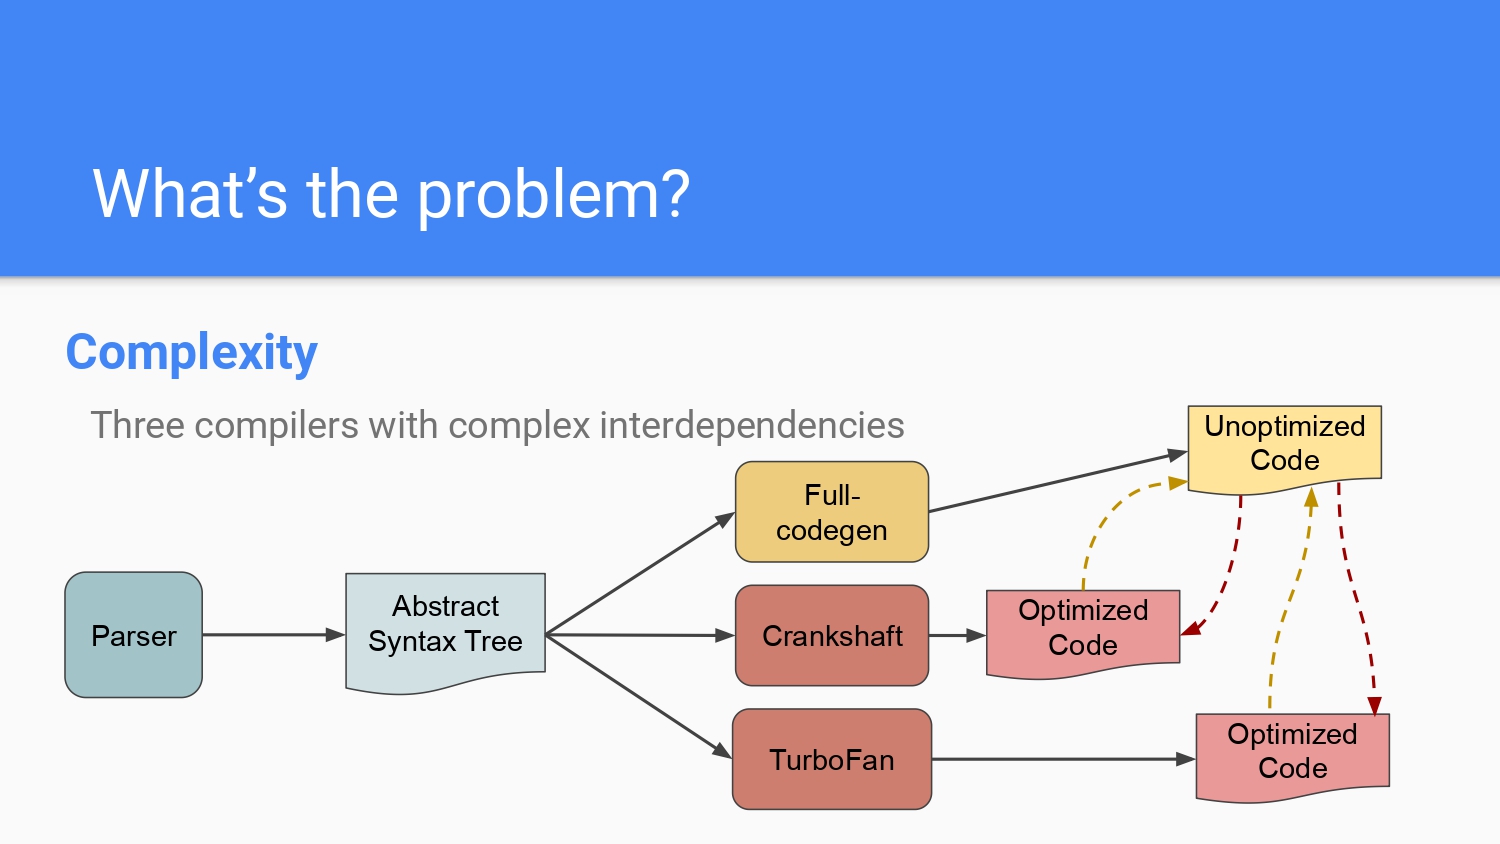 What’s the problem?
Complexity
Three compilers with complex interdependencies
Unoptimized
Code
Full-
codegen
Parser
Abstract
Syntax Tree
Crankshaft
Optimized
Code
TurboFan
Optimized
Code